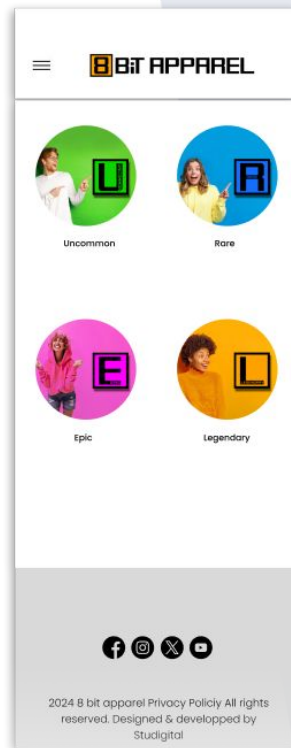 8BiT APPAREL
U
R
Uncommon
Rare
E
L
Epic
Legendary
2024 8 bit apparel Privacy Policiy All rights
reserved. Designed & developped by
Studigital